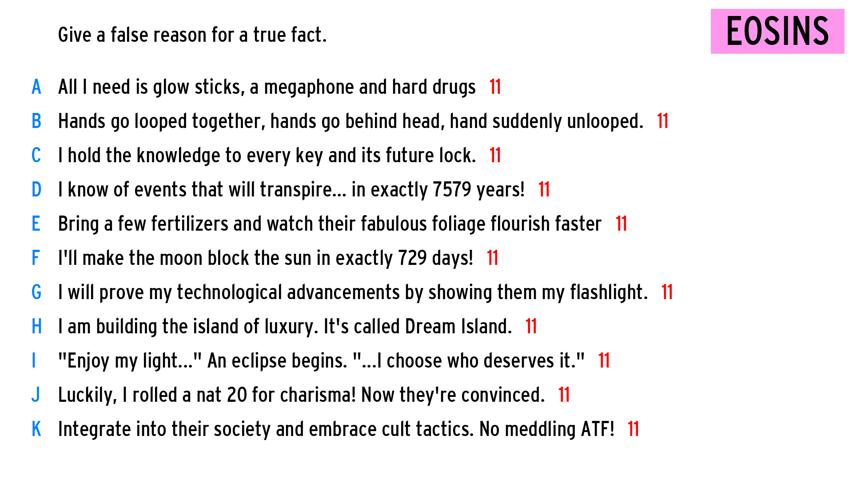 Give a false reason for a true fact.
EOSINS
A All I need is glow sticks, a megaphone and hard drugs 11
B Hands go looped together, hands go behind head, hand suddenly unlooped. 11
C I hold the knowledge to every key and its future lock. 11
D I know of events that will transpire... in exactly 7579 years! 11
E Bring a few fertilizers and watch their fabulous foliage flourish faster 11
F I'll make the moon block the sun in exactly 729 days! 11
G I will prove my technological advancements by showing them my flashlight. 11
H I am building the island of luxury. It's called Dream Island. 11
I "Enjoy my light..." An eclipse begins. "...I choose who deserves it." 11
J Luckily, I rolled a nat 20 for charisma! Now they're convinced. 11
K Integrate into their society and embrace cult tactics. No meddling ATF! 11